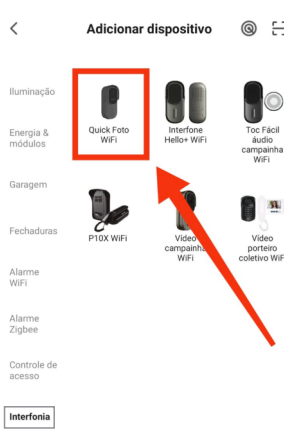 Adicionar dispositivo
Iluminação
Energia &
módulos
Garagem
Fechaduras
Alarme
WiFi
Alarme
Zigbee
Controle de
acesso
Interfonia
Quick Foto
WiFi
Interfone
Hello+ WiFi
Toc Fácil
áudio
campainha
WiFi
P10X WiFi
Vídeo
campainha
WiFi
Vídeo
porteiro
coletivo WiF